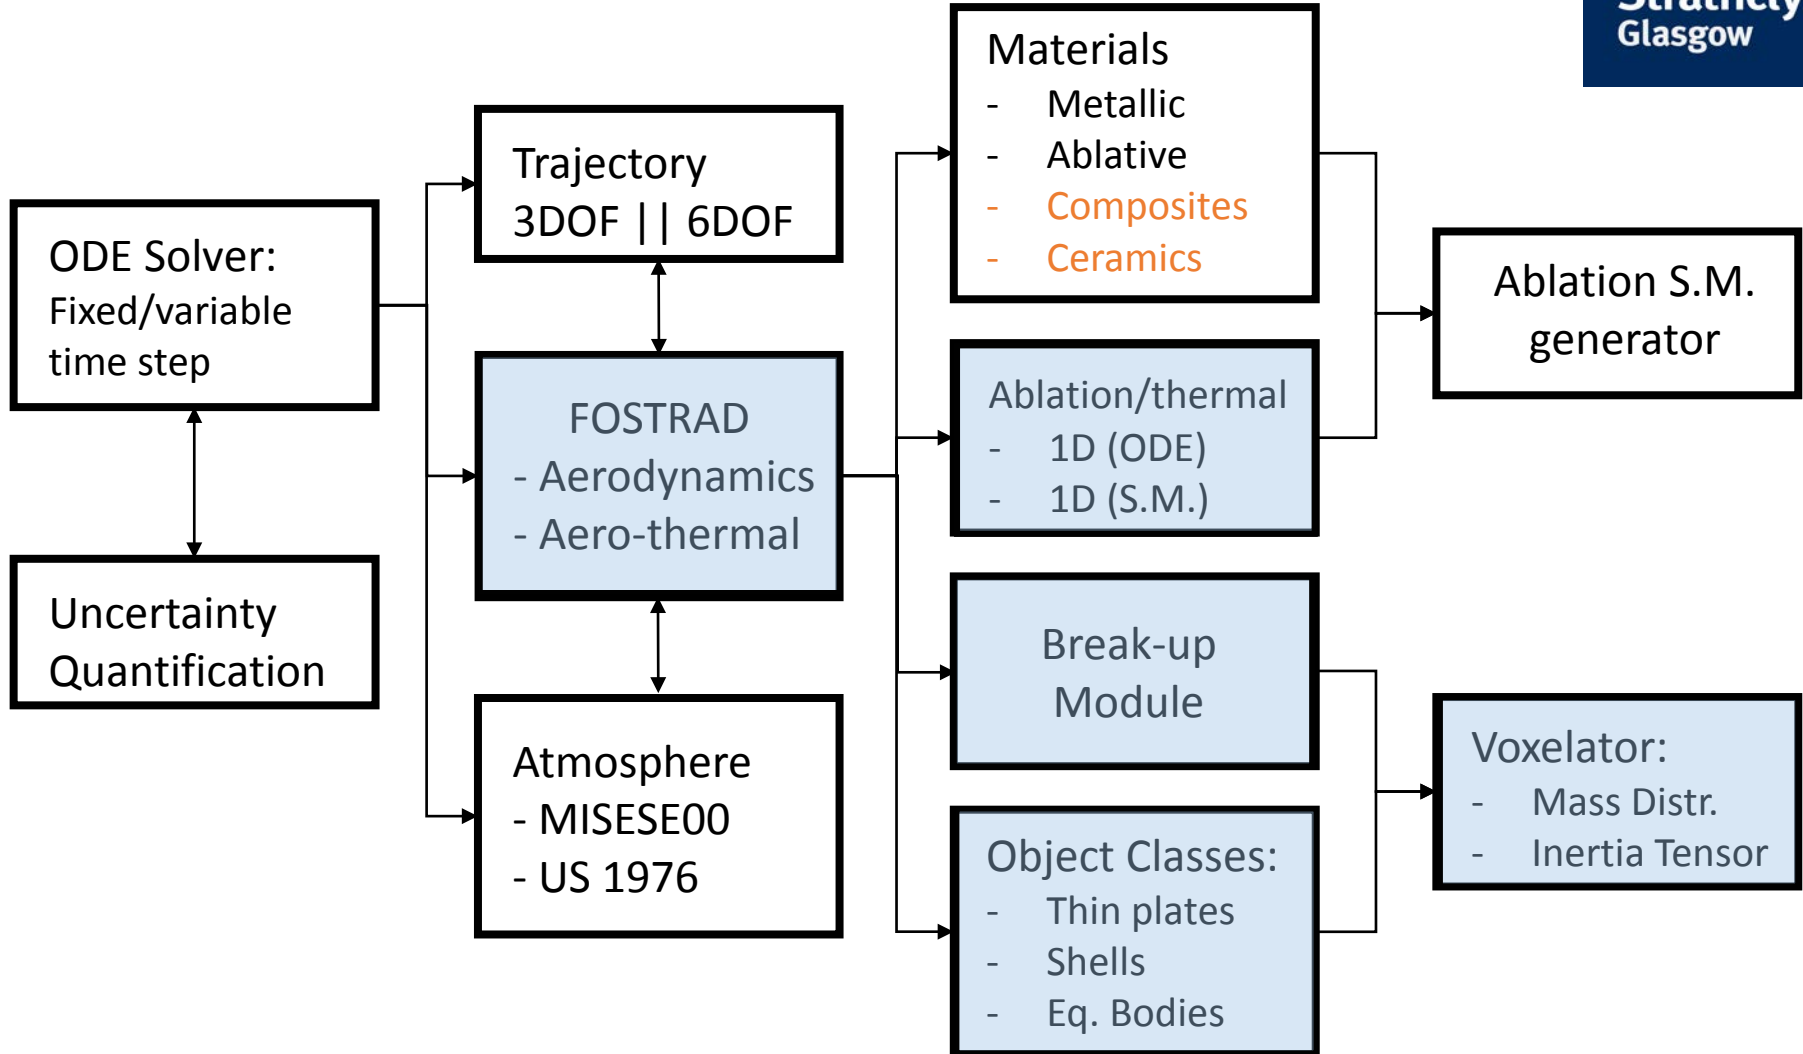 Glasgow
Materials
- Metallic
- Ablative
- Composites
- Ceramics
Trajectory
3DOF || 6DOF
ODE Solver:
Fixed/variable
time step
Ablation S.M.
generator
FOSTRAD
- Aerodynamics
- Aero-thermal
Ablation/thermal
- 1D (ODE)
- 1D (S.M.)
Uncertainty
Quantification
Break-up
Module
Atmosphere
- MISESE00
- US 1976
Voxelator:
- Mass Distr.
- Inertia Tensor
Object Classes:
- Thin plates
- Shells
- Eq. Bodies